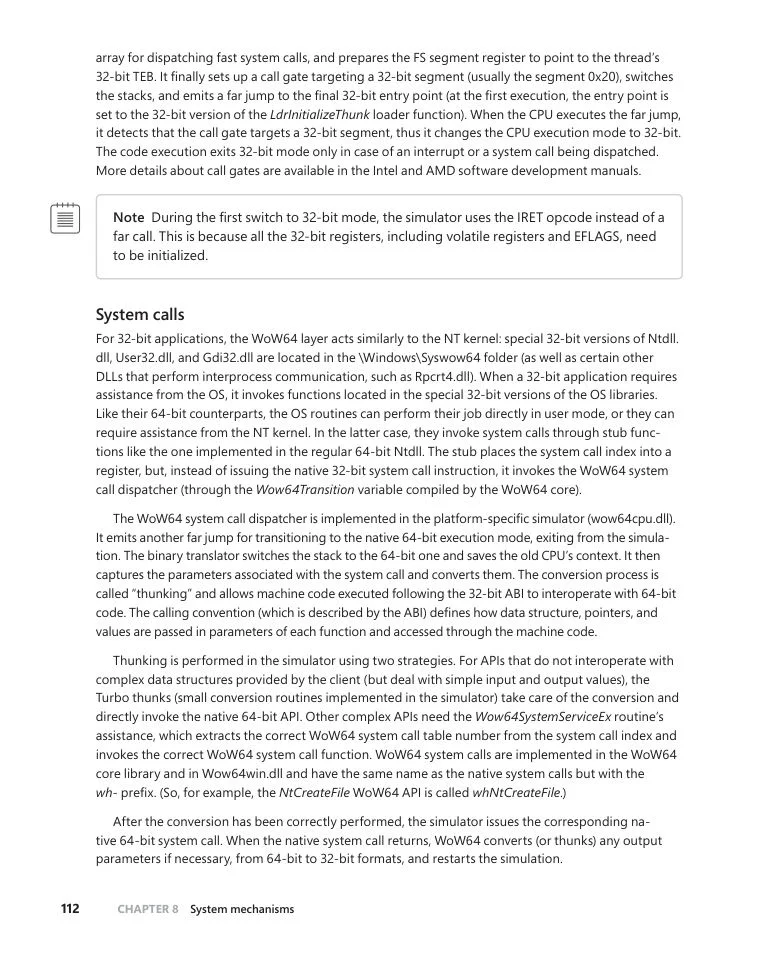 array for dispatching fast system calls, and prepares the FS segment register to point to the thread's
32-bit TEB. It finally sets up a call gate targeting a 32-bit segment (usually the segment 0x20), switches
the stacks, and emits a far jump to the final 32-bit entry point (at the first execution, the entry point is
set to the 32-bit version of the LdrInitializeThunk loader function). When the CPU executes the far jump,
it detects that the call gate targets a 32-bit segment, thus it changes the CPU execution mode to 32-bit.
The code execution exits 32-bit mode only in case of an interrupt or a system call being dispatched.
More details about call gates are available in the Intel and AMD software development manuals.
Note During the first switch to 32-bit mode, the simulator uses the IRET opcode instead of a
far call. This is because all the 32-bit registers, including volatile registers and EFLAGS, need
to be initialized.
System calls
For 32-bit applications, the WoW64 layer acts similarly to the NT kernel: special 32-bit versions of Ntdll.
dll, User32.dll, and Gdi32.dll are located in the \Windows\Syswow64 folder (as well as certain other
DLLs that perform interprocess communication, such as Rpcrt4.dll). When a 32-bit application requires
assistance from the OS, it invokes functions located in the special 32-bit versions of the OS libraries.
Like their 64-bit counterparts, the OS routines can perform their job directly in user mode, or they can
require assistance from the NT kernel. In the latter case, they invoke system calls through stub func-
tions like the one implemented in the regular 64-bit Ntdll. The stub places the system call index into a
register, but, instead of issuing the native 32-bit system call instruction, it invokes the WoW64 system
call dispatcher (through the Wow64Transition variable compiled by the WoW64 core).
The WoW64 system call dispatcher is implemented in the platform-specific simulator (wow64cpu.dll).
It emits another far jump for transitioning to the native 64-bit execution mode, exiting from the simula-
tion. The binary translator switches the stack to the 64-bit one and saves the old CPU's context. It then
captures the parameters associated with the system call and converts them. The conversion process is
called "thunking" and allows machine code executed following the 32-bit ABI to interoperate with 64-bit
code. The calling convention (which is described by the ABI) defines how data structure, pointers, and
values are passed in parameters of each function and accessed through the machine code.
Thunking is performed in the simulator using two strategies. For APIs that do not interoperate with
complex data structures provided by the client (but deal with simple input and output values), the
Turbo thunks (small conversion routines implemented in the simulator) take care of the conversion and
directly invoke the native 64-bit API. Other complex APIs need the Wow64SystemServiceEx routine's
assistance, which extracts the correct WoW64 system call table number from the system call index and
invokes the correct WoW64 system call function. WoW64 system calls are implemented in the WoW64
core library and in Wow64win.dll and have the same name as the native system calls but with the
wh- prefix. (So, for example, the NtCreateFile WoW64 API is called whNtCreateFile.)
After the conversion has been correctly performed, the simulator issues the corresponding na-
tive 64-bit system call. When the native system call returns, WoW64 converts (or thunks) any output
parameters if necessary, from 64-bit to 32-bit formats, and restarts the simulation.
112 CHAPTER 8 System mechanisms